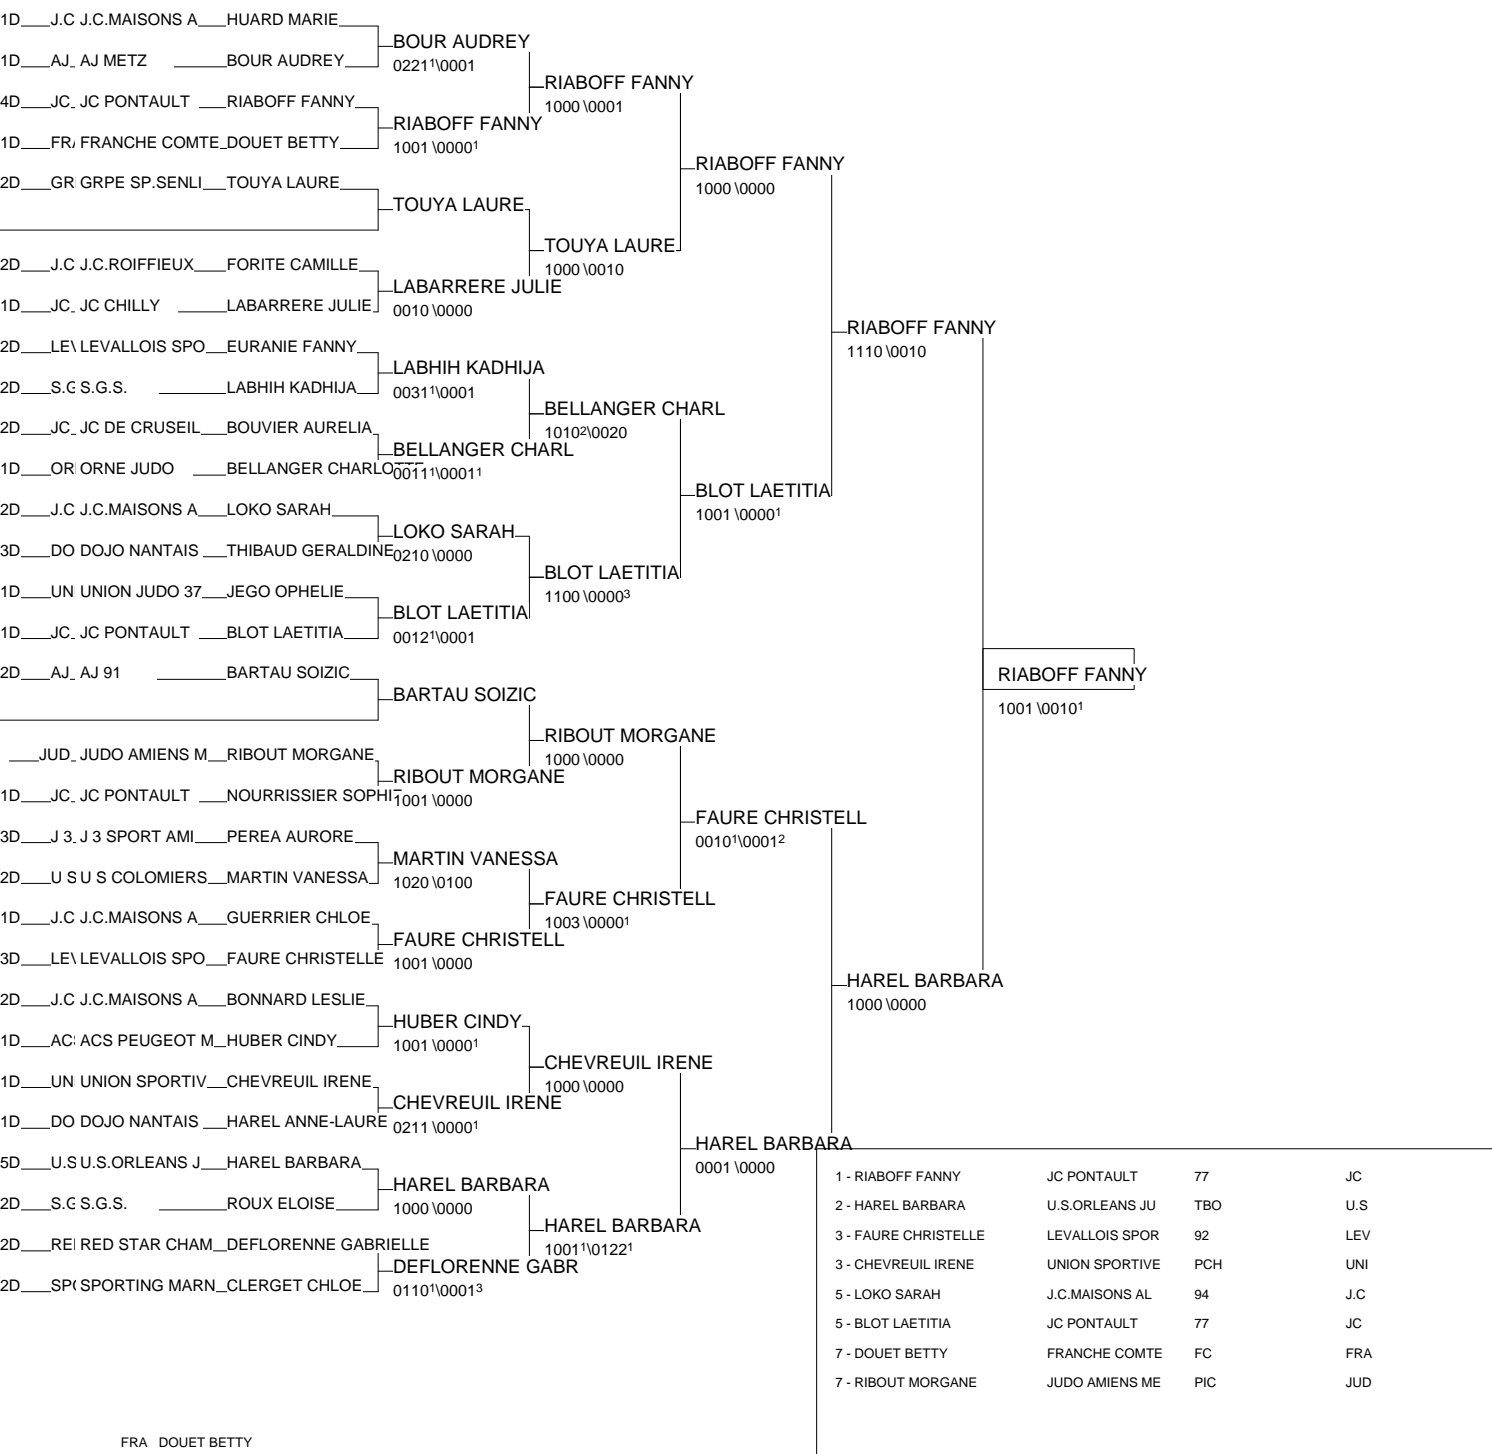 1D J.C J.C.MAISONS A HUARD MARIE
BOUR AUDREY
1D AJ AJ METZ BOUR AUDREY
0221¹\0001
RIABOFF FANNY
1000 \0001
4D JC JC PONTAULT RIABOFF FANNY
RIABOFF FANNY
1D FR FRANCHE COMTE DOUET BETTY
1001 \0000¹
RIABOFF FANNY
1000 \0000
2D GR GRPE SP.SENLI TOUYA LAURE
TOUYA LAURE
TOUYA LAURE
1000 \0010
2D J.C J.C.ROIFFIEUX FORITE CAMILLE
LABARRERE JULIE
1D JC JC CHILLY LABARRERE JULIE
0010 \0000
RIABOFF FANNY
1110 \0010
2D LEV LEVALLOIS SPO EURANIE FANNY
LABHIH KADHIJA
2D S.G S.G.S. LABHIH KADHIJA
0031¹\0001
BELLANGER CHARL
1010²\0020
2D JC JC DE CRUSEIL BOUVIER AURELIA
BELLANGER CHARL
1D OR ORNE JUDO BELLANGER CHARLOTTE
0011¹\0001¹
BLOT LAETITIA
1001 \0000¹
2D J.C J.C.MAISONS A LOKO SARAH
LOKO SARAH
3D DO DOJO NANTAIS THIBAUD GERALDINE
0210 \0000
BLOT LAETITIA
1100 \0000³
1D UN UNION JUDO 37 JEGO OPHELIE
BLOT LAETITIA
1D JC JC PONTAULT BLOT LAETITIA
0012¹\0001
RIABOFF FANNY
1001 \0010¹
2D AJ AJ 91 BARTAU SOIZIC
BARTAU SOIZIC
RIBOUT MORGANE
1000 \0000
JUD JUDO AMIENS M RIBOUT MORGANE
RIBOUT MORGANE
1D JC JC PONTAULT NOURRISSIER SOPHIE
1001 \0000
FAURE CHRISTELL
0010¹\0001²
3D J 3 J 3 SPORT AMI PEREA AURORE
MARTIN VANESSA
2D U S U S COLOMIERS MARTIN VANESSA
1020 \0100
FAURE CHRISTELL
1003 \0000¹
1D J.C J.C.MAISONS A GUERRIER CHLOE
FAURE CHRISTELL
3D LEV LEVALLOIS SPO FAURE CHRISTELLE
1001 \0000
HAREL BARBARA
1000 \0000
2D J.C J.C.MAISONS A BONNARD LESLIE
HUBER CINDY
1D ACS ACS PEUGEOT M HUBER CINDY
1001 \0000¹
CHEVREUIL IRENE
1000 \0000
1D UN UNION SPORTIV CHEVREUIL IRENE
CHEVREUIL IRENE
1D DO DOJO NANTAIS HAREL ANNE-LAURE
0211 \0000¹
HAREL BARBARA
0001 \0000
5D U.S U.S.ORLEANS J HAREL BARBARA
HAREL BARBARA
2D S.G S.G.S. ROUX ELOISE
1000 \0000
HAREL BARBARA
1001¹\0122¹
2D RE RED STAR CHAM DEFLORENNE GABRIELLE
DEFLORENNE GABR
2D SPO SPORTING MARN CLERGET CHLOE
0110¹\0001³
1 - RIABOFF FANNY JC PONTAULT 77 JC
2 - HAREL BARBARA U.S.ORLEANS JU TBO U.S
3 - FAURE CHRISTELLE LEVALLOIS SPOR 92 LEV
3 - CHEVREUIL IRENE UNION SPORTIVE PCH UNI
5 - LOKO SARAH J.C.MAISONS AL 94 J.C
5 - BLOT LAETITIA JC PONTAULT 77 JC
7 - DOUET BETTY FRANCHE COMTE FC FRA
7 - RIBOUT MORGANE JUDO AMIENS ME PIC JUD
FRA DOUET BETTY